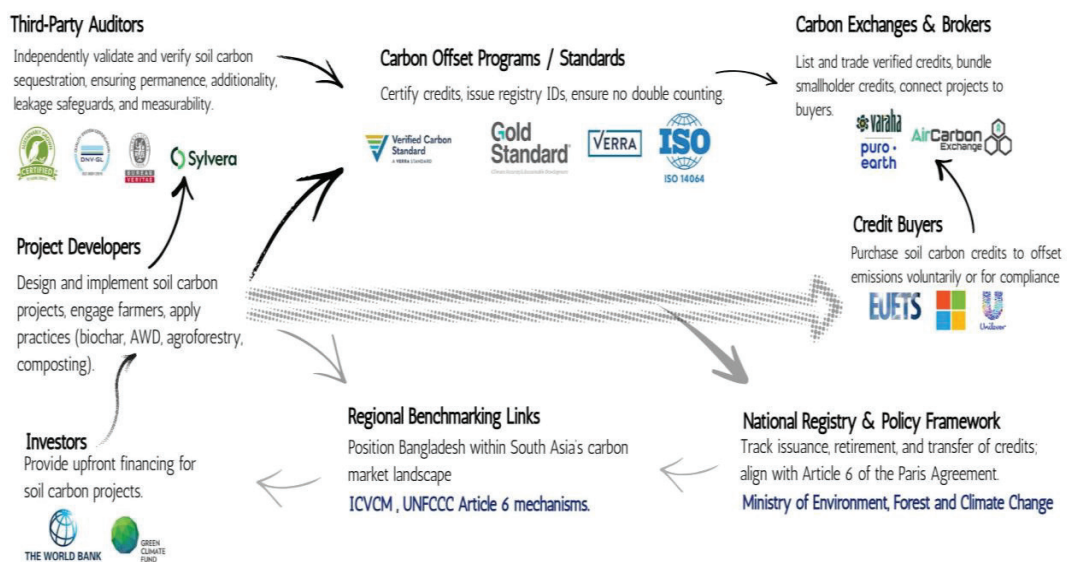 Third-Party Auditors
Independently validate and verify soil carbon
sequestration, ensuring permanence, additionality,
leakage safeguards, and measurability.
CERTIFIED
DNV·GL
BUREAU
VERITAS
Sylvera
Carbon Offset Programs / Standards
Certify credits, issue registry IDs, ensure no double counting.
Verified Carbon
Standard
A VERRA STANDARD
Gold
Standard
VERRA
ISO
ISO 14064
Carbon Exchanges & Brokers
List and trade verified credits, bundle
smallholder credits, connect projects to
buyers.
varaha
puro·
earth
AirCarbon
Exchange
Project Developers
Design and implement soil carbon
projects, engage farmers, apply
practices (biochar, AWD, agroforestry,
composting).
Credit Buyers
Purchase soil carbon credits to offset
emissions voluntarily or for compliance
EUETS
Unilever
Investors
Provide upfront financing for
soil carbon projects.
THE WORLD BANK
GREEN
CLIMATE
FUND
Regional Benchmarking Links
Position Bangladesh within South Asia's carbon
market landscape
ICVCM , UNFCCC Article 6 mechanisms.
National Registry & Policy Framework
Track issuance, retirement, and transfer of credits;
align with Article 6 of the Paris Agreement.
Ministry of Environment, Forest and Climate Change